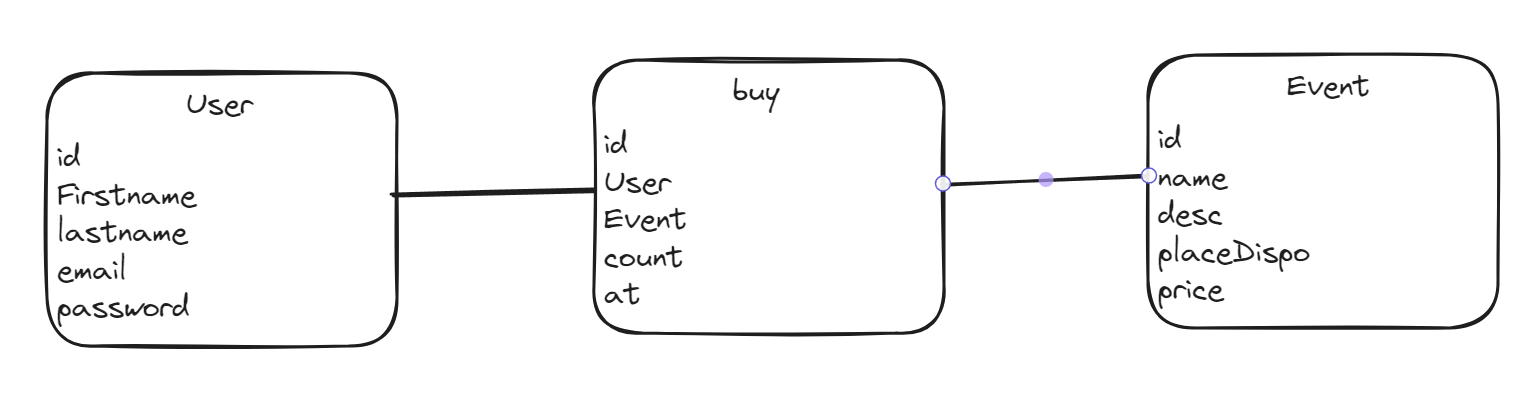 User
id
Firstname
lastname
email
password
buy
id
User
Event
count
at
Event
id
name
desc
placeDispo
price